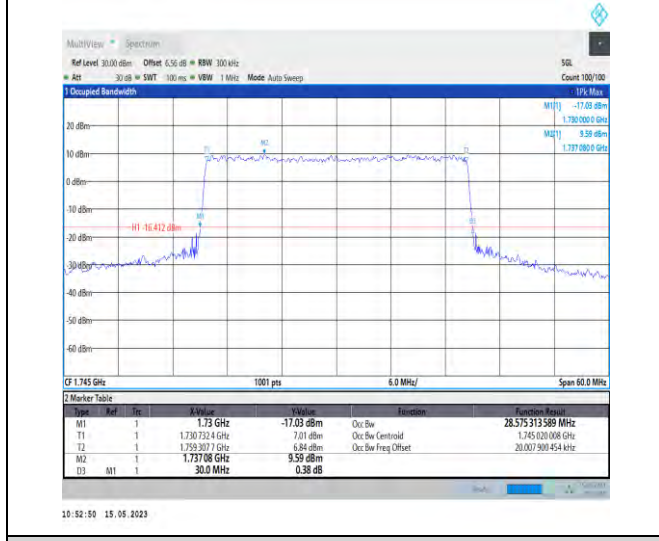 MultiView Spectrum
Ref Level 30.00 dBm Offset 6.56 dB RBW 300 kHz SGL
Att 30 dB SWT 100 ms VBW 1 MHz Mode Auto Sweep Count 100/100
1 Occupied Bandwidth 1Pk Max
M1[1] -17.03 dBm
1.730 000 0 GHz
M2[1] 9.59 dBm
1.737 080 0 GHz
20 dBm
T1 M2 T2
10 dBm
0 dBm
-10 dBm
M1
H1 -16.412 dBm
-20 dBm
-30 dBm
-40 dBm
-50 dBm
-60 dBm
CF 1.745 GHz 1001 pts 6.0 MHz/ Span 60.0 MHz
2 Marker Table
Type Ref Trc X-Value Y-Value Function Function Result
M1 1 1.73 GHz -17.03 dBm Occ Bw 28.575 313 589 MHz
T1 1 1.730 732 4 GHz 7.01 dBm Occ Bw Centroid 1.745 020 008 GHz
T2 1 1.759 307 7 GHz 6.84 dBm Occ Bw Freq Offset 20.007 900 454 kHz
M2 1 1.737 08 GHz 9.59 dBm
D3 M1 1 30.0 MHz 0.38 dB
10:52:50 15.05.2023